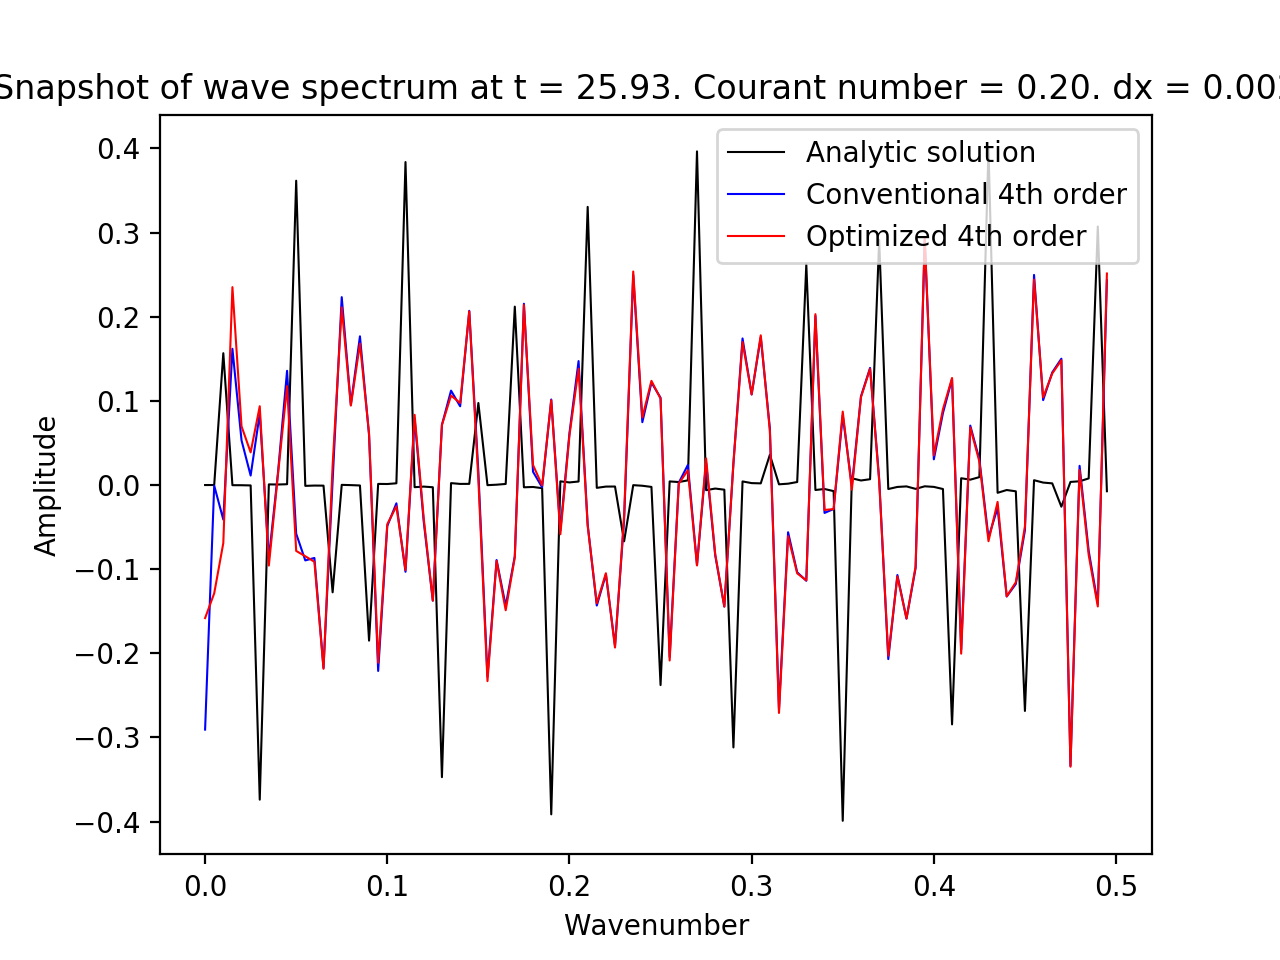 Snapshot of wave spectrum at t = 25.93. Courant number = 0.20. dx = 0.00
Analytic solution
Conventional 4th order
Optimized 4th order
Amplitude
0.4
0.3
0.2
0.1
0.0
−0.1
−0.2
−0.3
−0.4
0.0 0.1 0.2 0.3 0.4 0.5
Wavenumber